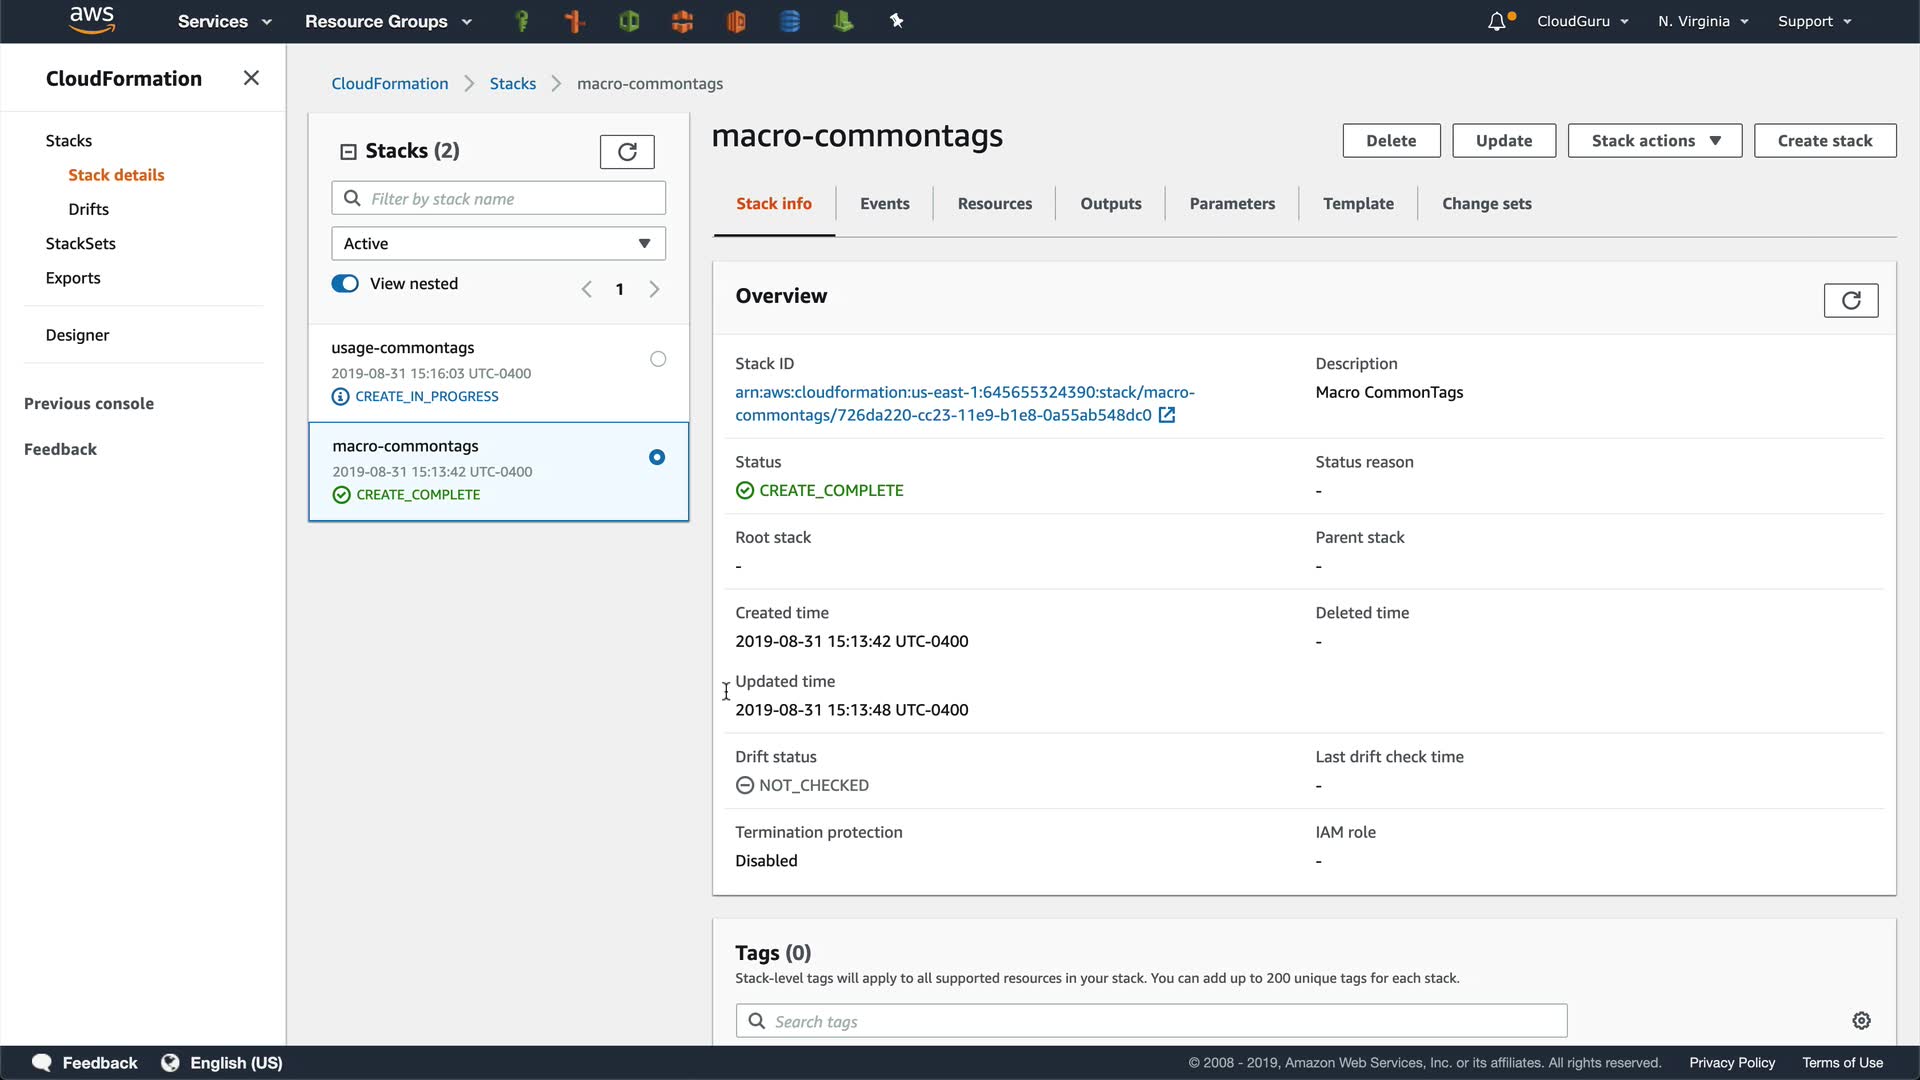 aws
Services
Resource Groups
CloudGuru
N. Virginia
Support
CloudFormation
Stacks
Stack details
Drifts
StackSets
Exports
Designer
Previous console
Feedback
CloudFormation
Stacks
macro-commontags
Stacks (2)
Filter by stack name
Active
View nested
1
usage-commontags
2019-08-31 15:16:03 UTC-0400
CREATE_IN_PROGRESS
macro-commontags
2019-08-31 15:13:42 UTC-0400
CREATE_COMPLETE
macro-commontags
Delete
Update
Stack actions
Create stack
Stack info
Events
Resources
Outputs
Parameters
Template
Change sets
Overview
Stack ID
arn:aws:cloudformation:us-east-1:645655324390:stack/macro-
commontags/726da220-cc23-11e9-b1e8-0a55ab548dc0
Description
Macro CommonTags
Status
CREATE_COMPLETE
Status reason
-
Root stack
-
Parent stack
-
Created time
2019-08-31 15:13:42 UTC-0400
Deleted time
-
Updated time
2019-08-31 15:13:48 UTC-0400
Drift status
NOT_CHECKED
Last drift check time
-
Termination protection
Disabled
IAM role
-
Tags (0)
Stack-level tags will apply to all supported resources in your stack. You can add up to 200 unique tags for each stack.
Search tags
Feedback
English (US)
© 2008 - 2019, Amazon Web Services, Inc. or its affiliates. All rights reserved.
Privacy Policy
Terms of Use